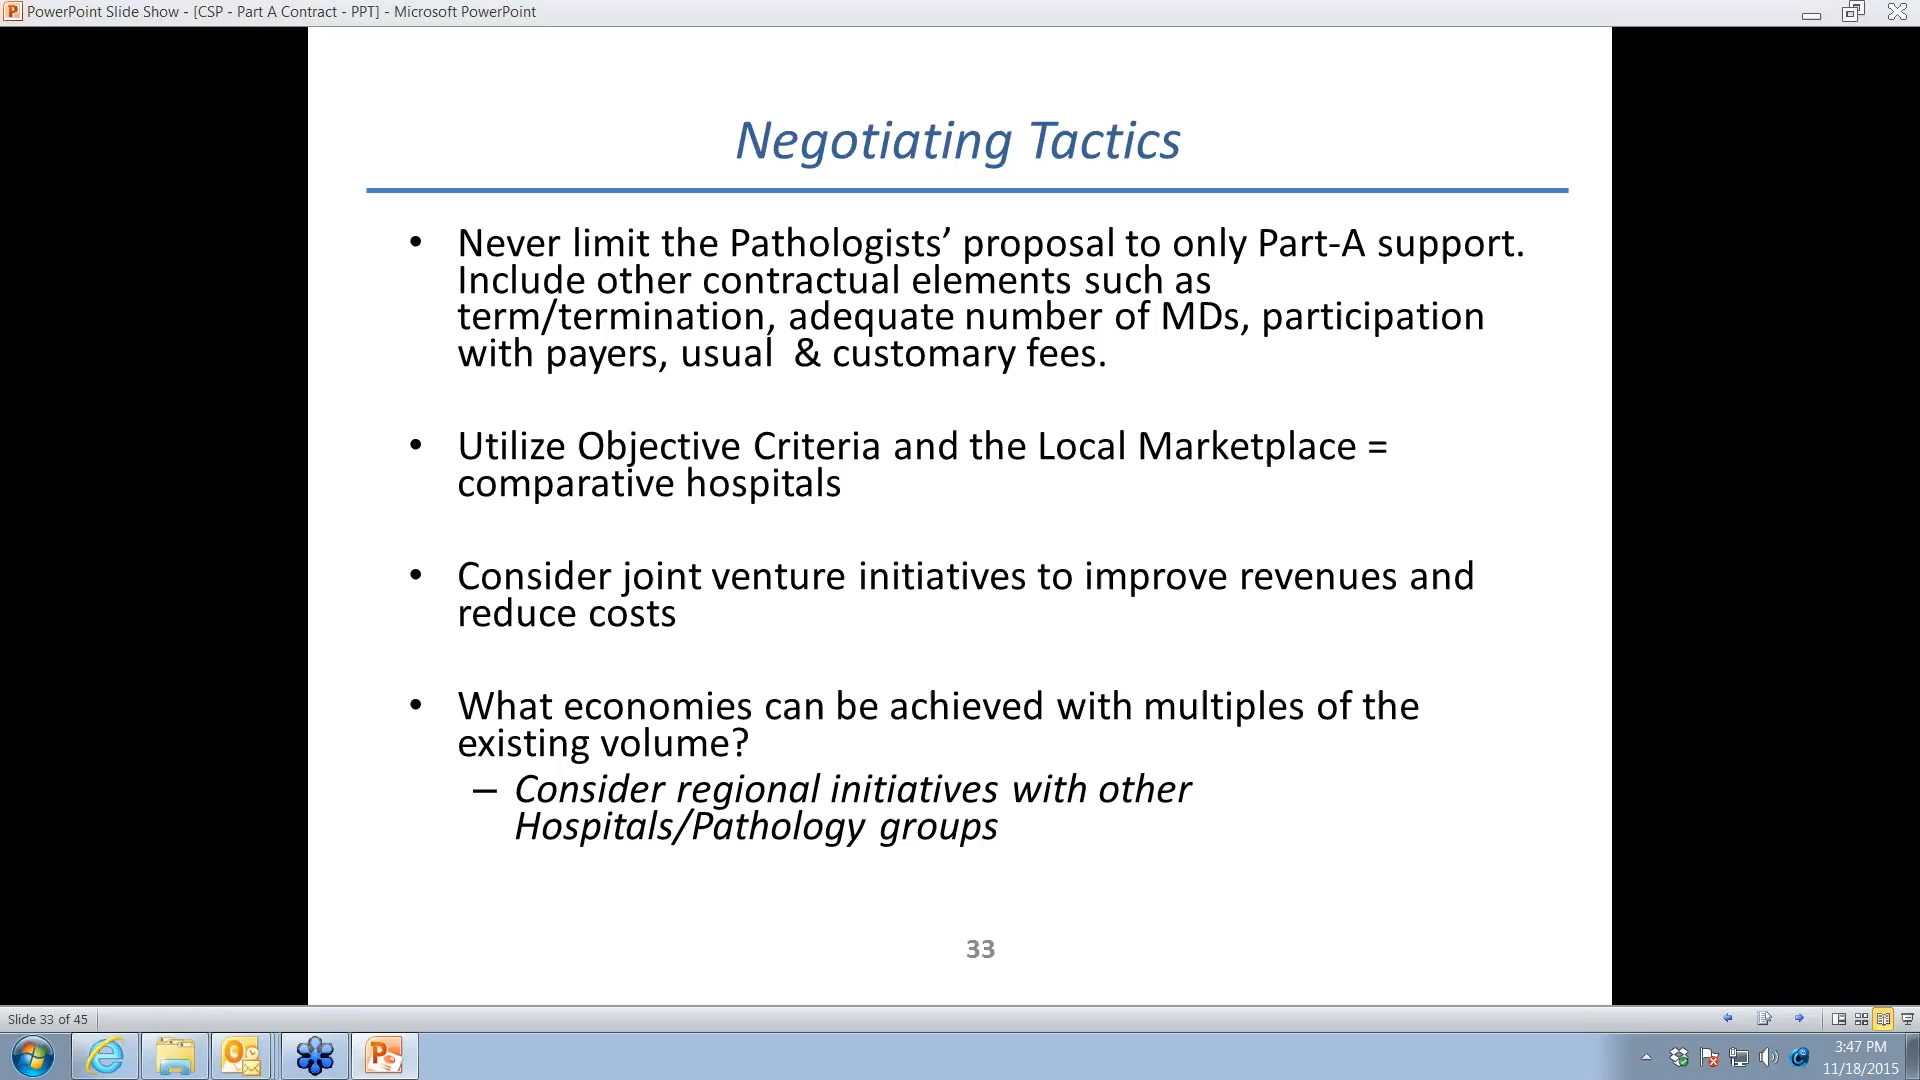 PowerPoint Slide Show - [CSP - Part A Contract - PPT] - Microsoft PowerPoint
Negotiating Tactics
• Never limit the Pathologists’ proposal to only Part-A support.
Include other contractual elements such as
term/termination, adequate number of MDs, participation
with payers, usual & customary fees.
• Utilize Objective Criteria and the Local Marketplace =
comparative hospitals
• Consider joint venture initiatives to improve revenues and
reduce costs
• What economies can be achieved with multiples of the
existing volume?
– Consider regional initiatives with other
Hospitals/Pathology groups
33
Slide 33 of 45
3:47 PM
11/18/2015